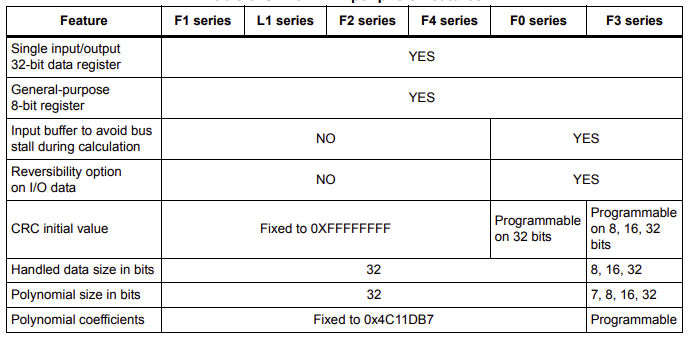 Feature F1 series L1 series F2 series F4 series F0 series F3 series
Single input/output
32-bit data register
YES
General-purpose
8-bit register
YES
Input buffer to avoid bus
stall during calculation
NO YES
Reversibility option
on I/O data
NO YES
CRC initial value Fixed to 0XFFFFFFFF
Programmable
on 32 bits
Programmable
on 8, 16, 32
bits
Handled data size in bits 32 8, 16, 32
Polynomial size in bits 32 7, 8, 16, 32
Polynomial coefficients Fixed to 0x4C11DB7 Programmable